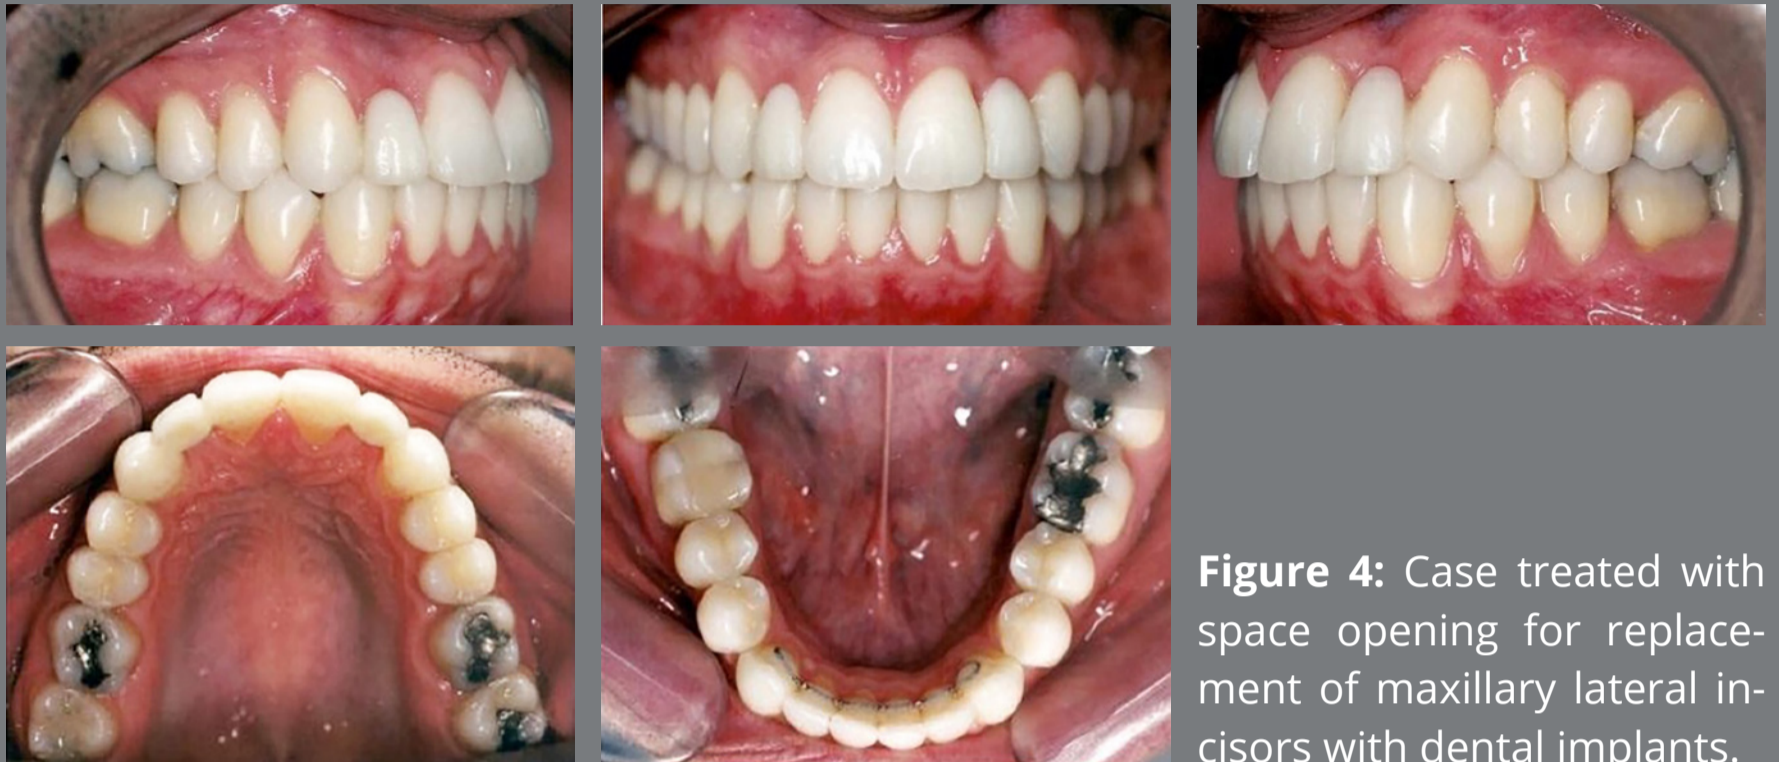 Figure 4: Case treated with
space opening for replace-
ment of maxillary lateral in-
cisors with dental implants.